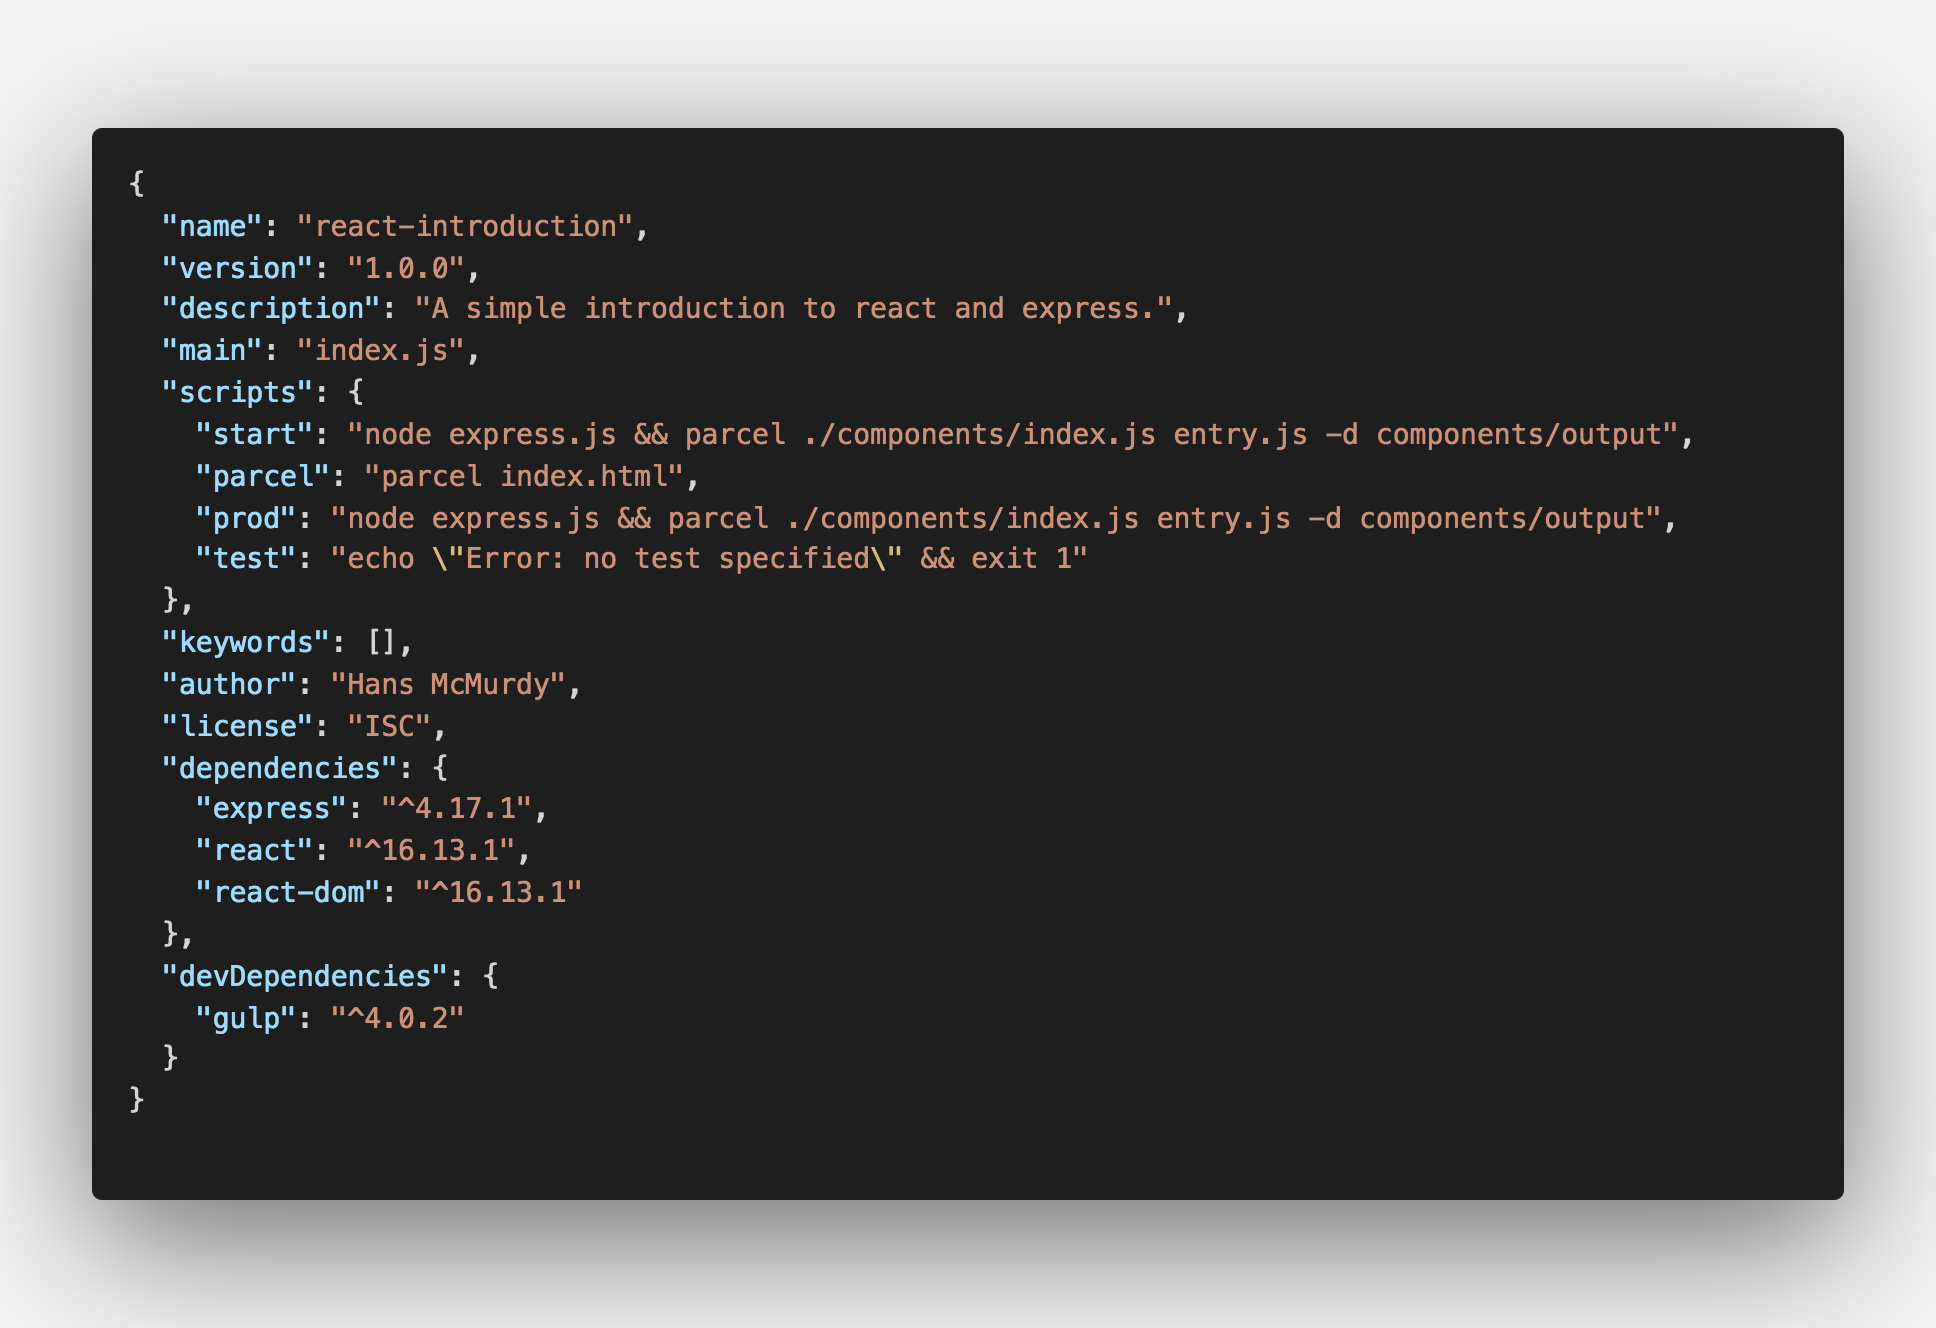 {
  "name": "react-introduction",
  "version": "1.0.0",
  "description": "A simple introduction to react and express.",
  "main": "index.js",
  "scripts": {
    "start": "node express.js && parcel ./components/index.js entry.js -d components/output",
    "parcel": "parcel index.html",
    "prod": "node express.js && parcel ./components/index.js entry.js -d components/output",
    "test": "echo \"Error: no test specified\" && exit 1"
  },
  "keywords": [],
  "author": "Hans McMurdy",
  "license": "ISC",
  "dependencies": {
    "express": "^4.17.1",
    "react": "^16.13.1",
    "react-dom": "^16.13.1"
  },
  "devDependencies": {
    "gulp": "^4.0.2"
  }
}